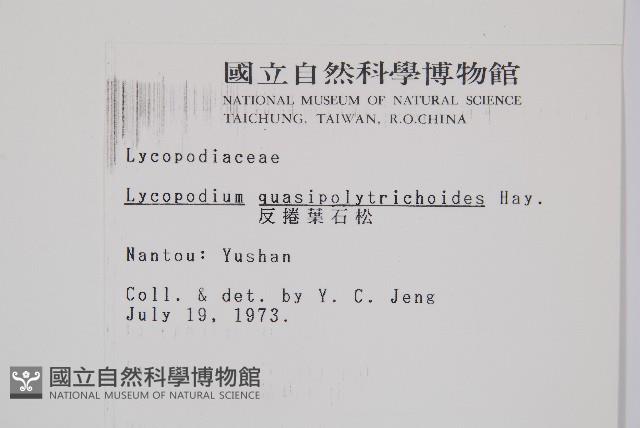 國立自然科學博物館
NATIONAL MUSEUM OF NATURAL SCIENCE
TAICHUNG, TAIWAN, R.O.CHINA
Lycopodiaceae
Lycopodium quasipolytrichoides Hay.
反捲葉石松
Nantou: Yushan
Coll. & det. by Y. C. Jeng
July 19, 1973.
國立自然科學博物館
NATIONAL MUSEUM OF NATURAL SCIENCE